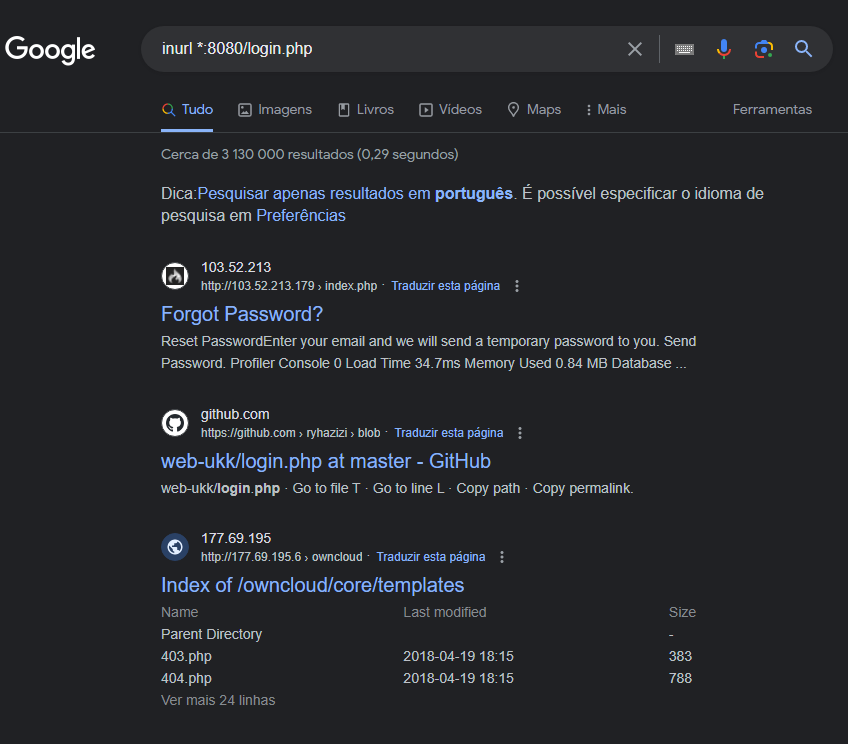 Google
inurl *:8080/login.php
Tudo Imagens Livros Vídeos Maps Mais Ferramentas
Cerca de 3 130 000 resultados (0,29 segundos)
Dica:Pesquisar apenas resultados em português. É possível especificar o idioma de
pesquisa em Preferências
103.52.213
http://103.52.213.179 › index.php · Traduzir esta página
Forgot Password?
Reset PasswordEnter your email and we will send a temporary password to you. Send
Password. Profiler Console 0 Load Time 34.7ms Memory Used 0.84 MB Database ...
github.com
https://github.com › ryhazizi › blob · Traduzir esta página
web-ukk/login.php at master - GitHub
web-ukk/login.php · Go to file T · Go to line L · Copy path · Copy permalink.
177.69.195
http://177.69.195.6 › owncloud · Traduzir esta página
Index of /owncloud/core/templates
Name Last modified Size
Parent Directory -
403.php 2018-04-19 18:15 383
404.php 2018-04-19 18:15 788
Ver mais 24 linhas